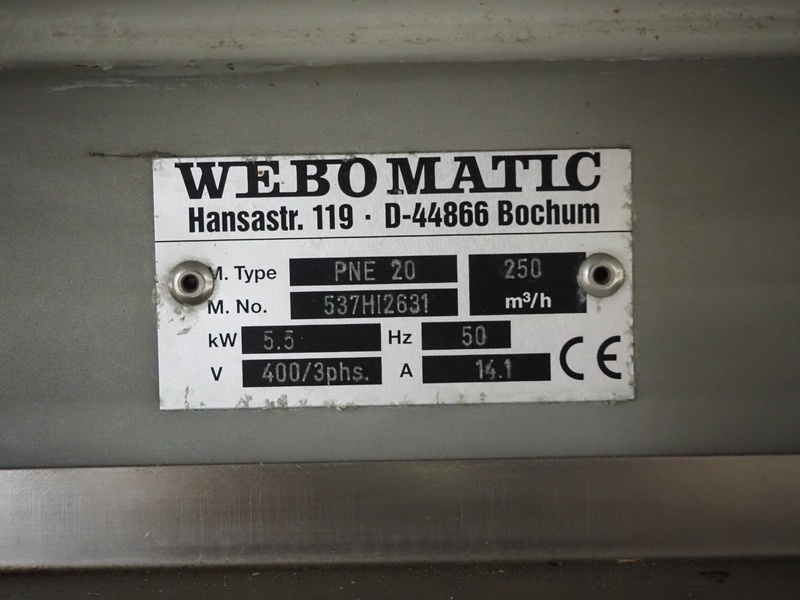 WEBOMATIC
Hansastr. 119 · D-44866 Bochum
M. Type PNE 20 250
M. No. 537HI2631 m³/h
kW 5.5 Hz 50
V 400/3phs. A 14.1 CE